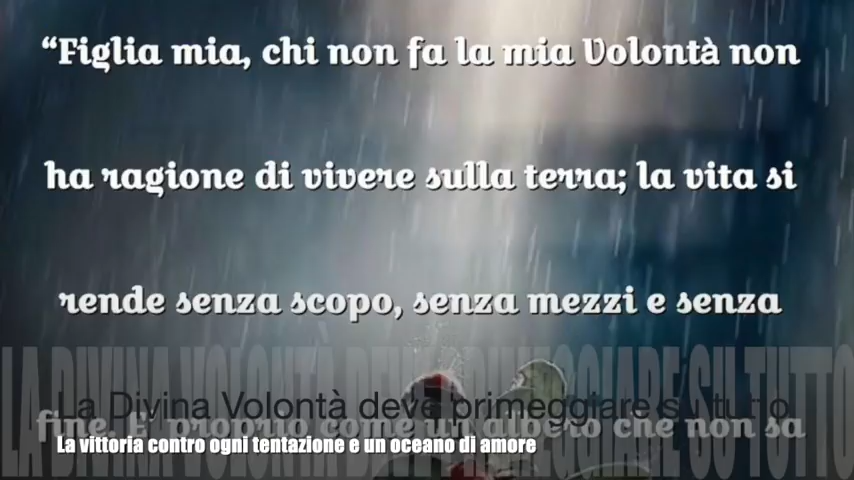 “Figlia mia, chi non fa la mia Volontà non
ha ragione di vivere sulla terra; la vita si
rende senza scopo, senza mezzi e senza
LA DIVINA VOLONTÀ DEVE PRIMEGGIARE SU TUTTO
La Divina Volontà deve primeggiare su tutto
fine. E' proprio come un albero che non sa
La vittoria contro ogni tentazione e un oceano di amore